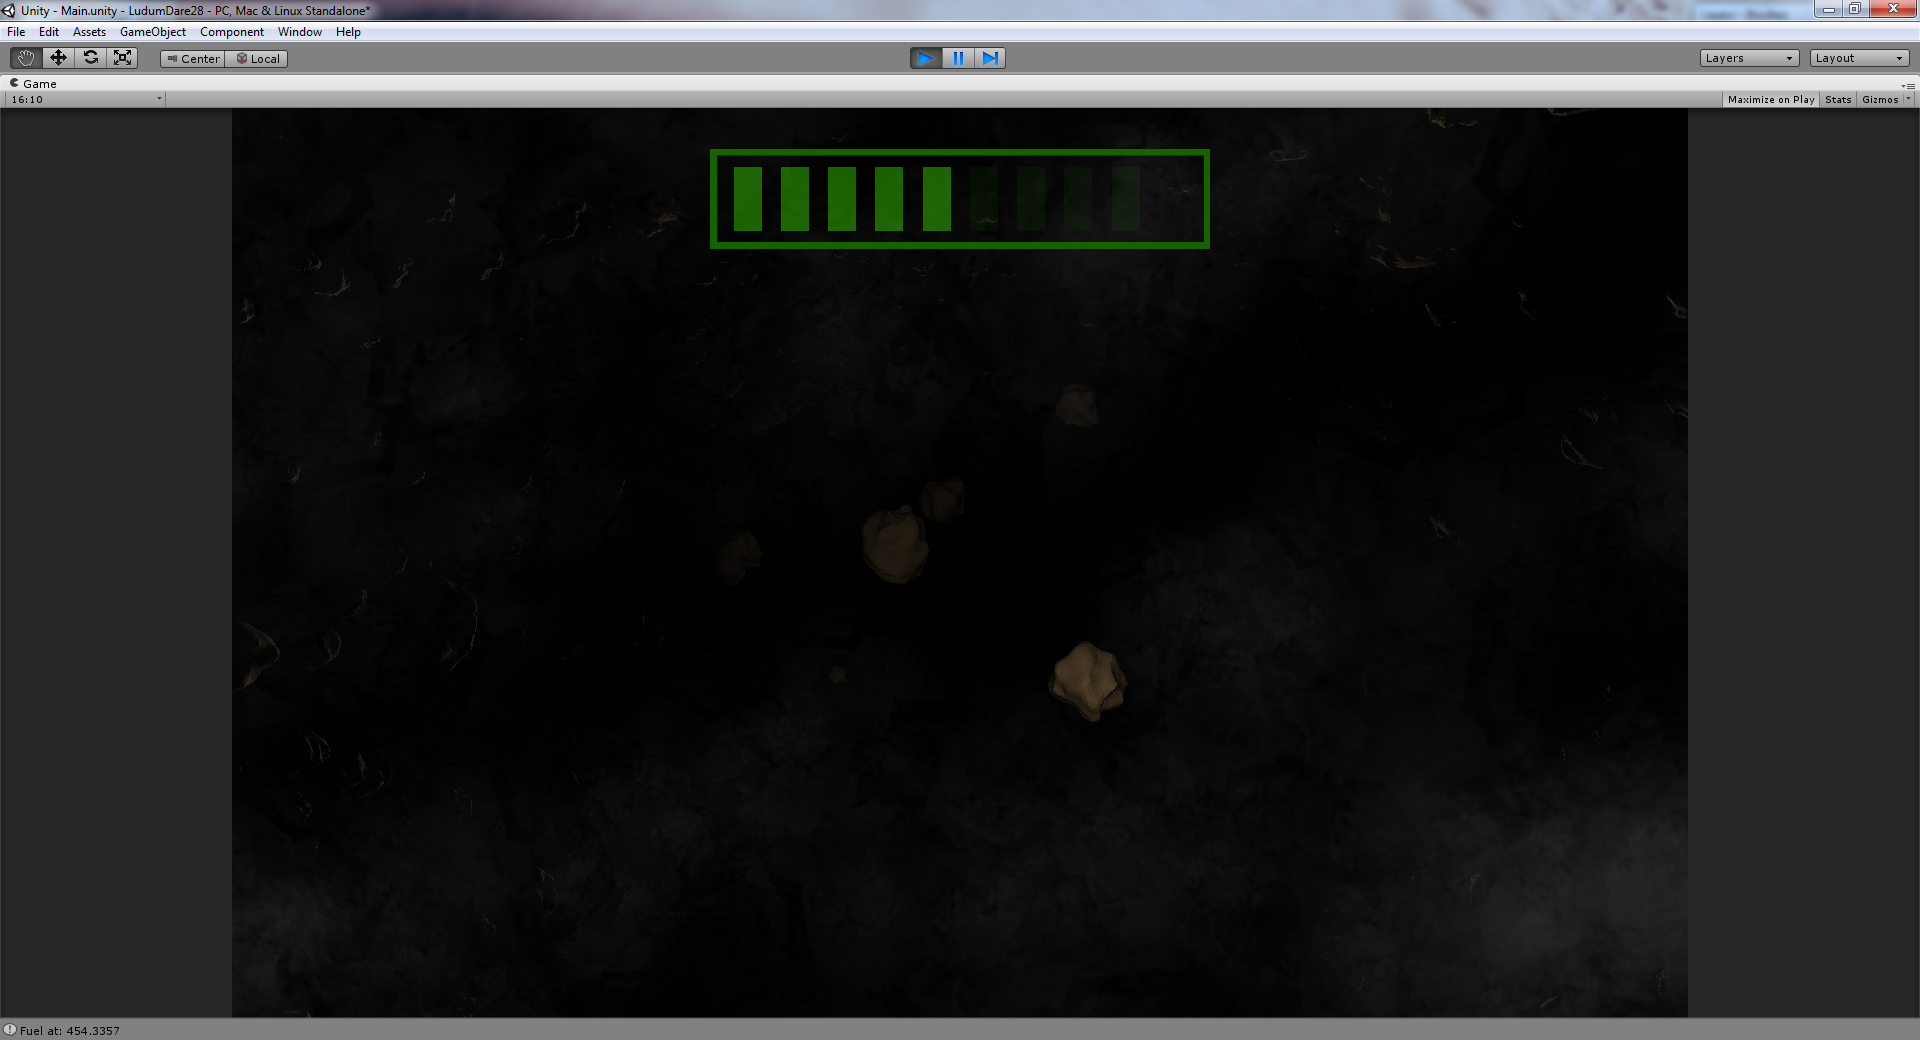 Unity - Main.unity - LudumDare28 - PC, Mac & Linux Standalone*
File Edit Assets GameObject Component Window Help
Center Local Layers Layout
Game
16:10 Maximize on Play Stats Gizmos
Fuel at: 454.3357